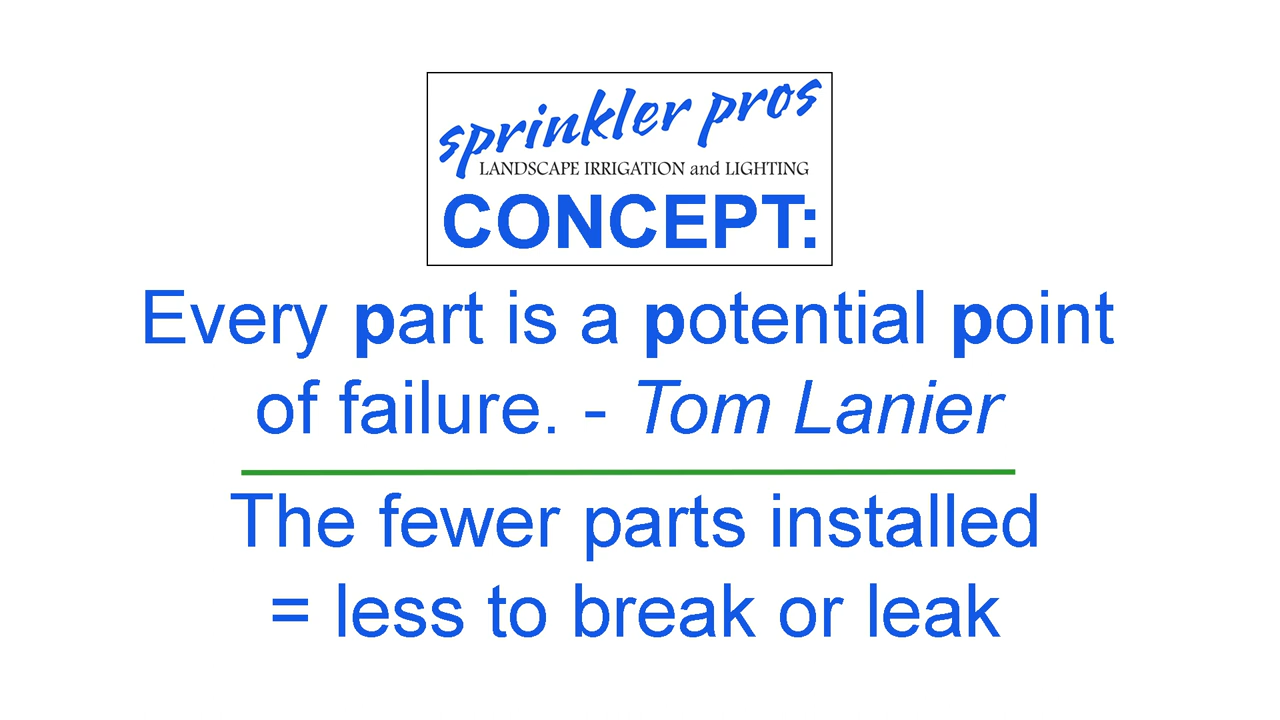 sprinkler pros
LANDSCAPE IRRIGATION and LIGHTING
CONCEPT:
Every part is a potential point
of failure. - Tom Lanier
The fewer parts installed
= less to break or leak